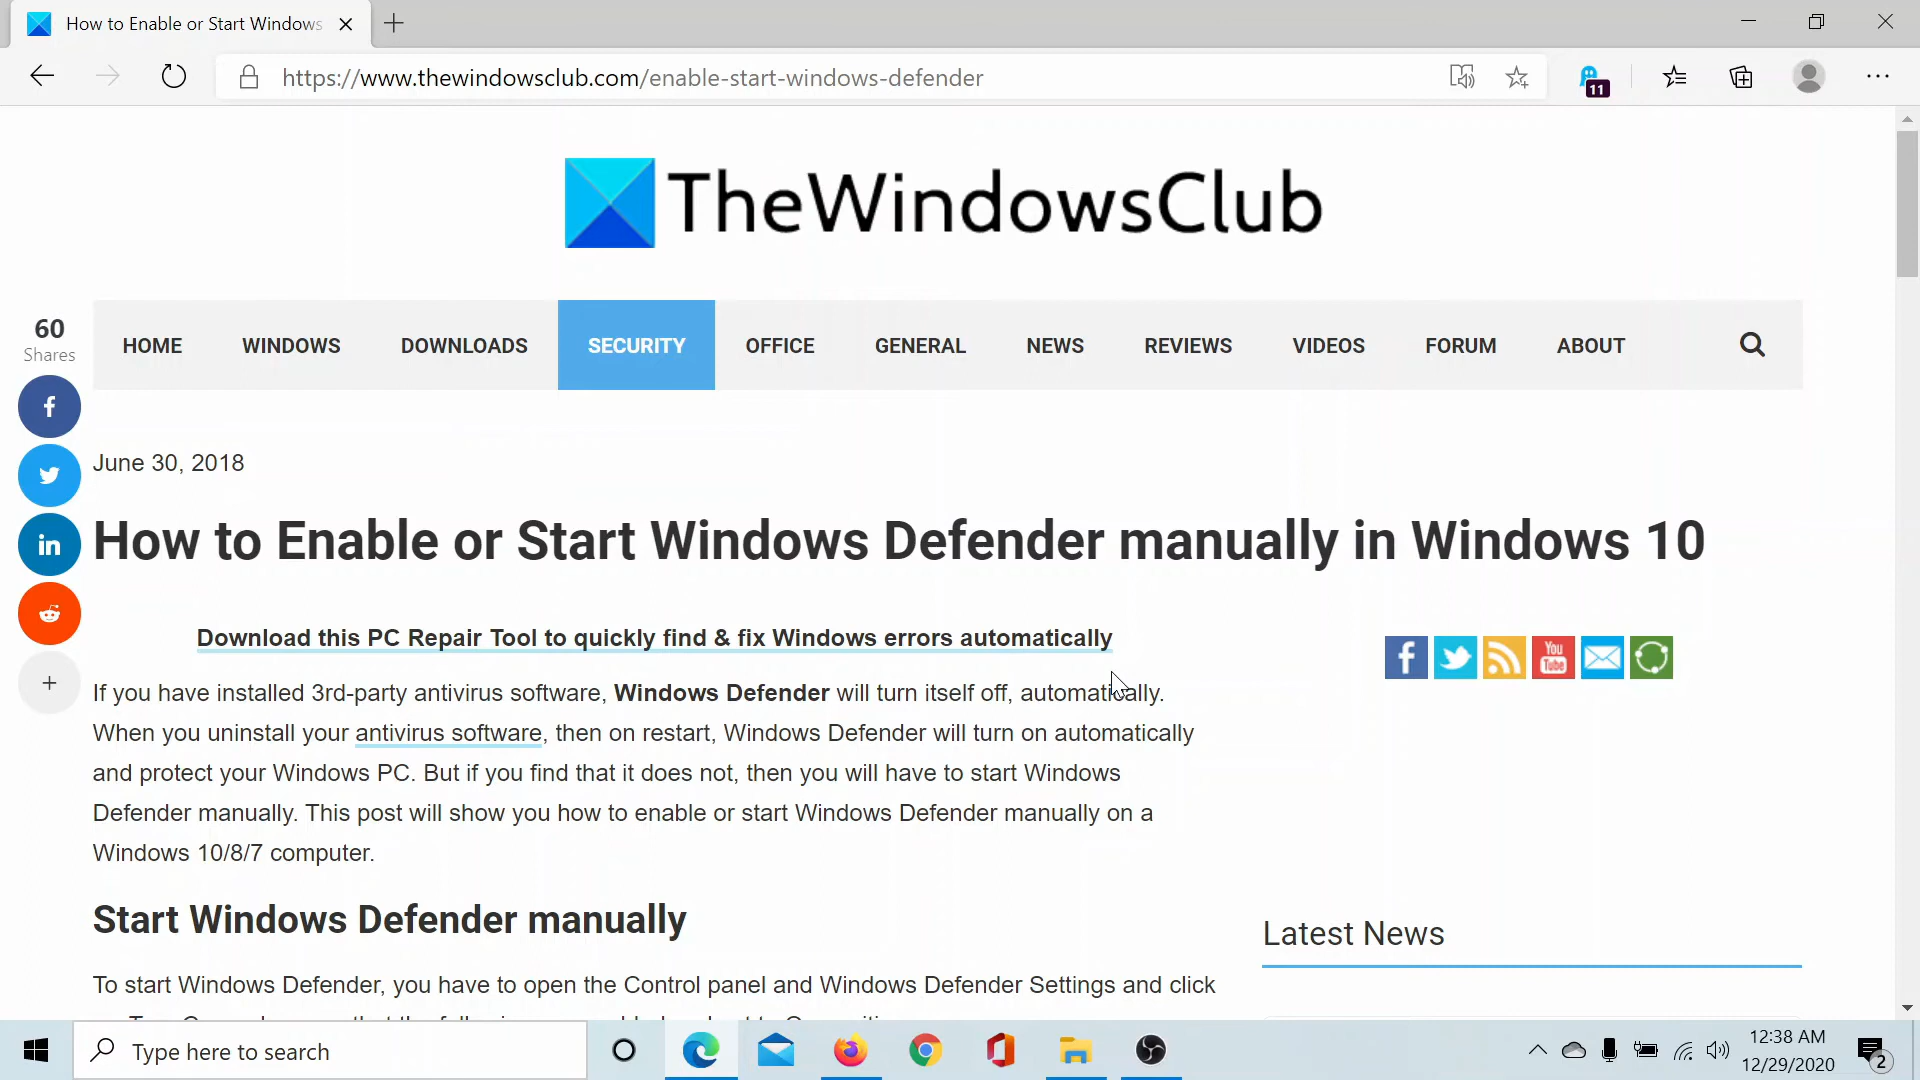 How to Enable or Start Windows
https://www.thewindowsclub.com/enable-start-windows-defender
11
TheWindowsClub
HOME WINDOWS DOWNLOADS SECURITY OFFICE GENERAL NEWS REVIEWS VIDEOS FORUM ABOUT
60
Shares
June 30, 2018
How to Enable or Start Windows Defender manually in Windows 10
Download this PC Repair Tool to quickly find & fix Windows errors automatically
You Tube
If you have installed 3rd-party antivirus software, Windows Defender will turn itself off, automatically.
When you uninstall your antivirus software, then on restart, Windows Defender will turn on automatically
and protect your Windows PC. But if you find that it does not, then you will have to start Windows
Defender manually. This post will show you how to enable or start Windows Defender manually on a
Windows 10/8/7 computer.
Start Windows Defender manually
Latest News
To start Windows Defender, you have to open the Control panel and Windows Defender Settings and click
Type here to search
12:38 AM
12/29/2020
2